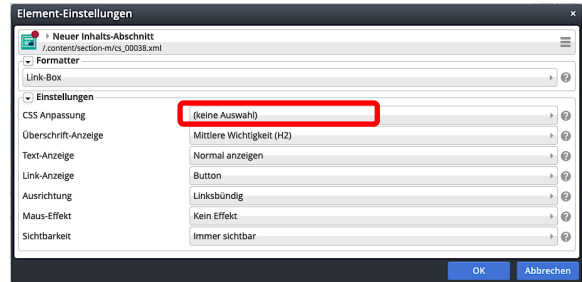 Element-Einstellungen
Neuer Inhalts-Abschnitt
/.content/section-m/cs_00038.xml
Formatter
Link-Box
Einstellungen
CSS Anpassung (keine Auswahl)
Überschrift-Anzeige Mittlere Wichtigkeit (H2)
Text-Anzeige Normal anzeigen
Link-Anzeige Button
Ausrichtung Linksbündig
Maus-Effekt Kein Effekt
Sichtbarkeit Immer sichtbar
OK Abbrechen